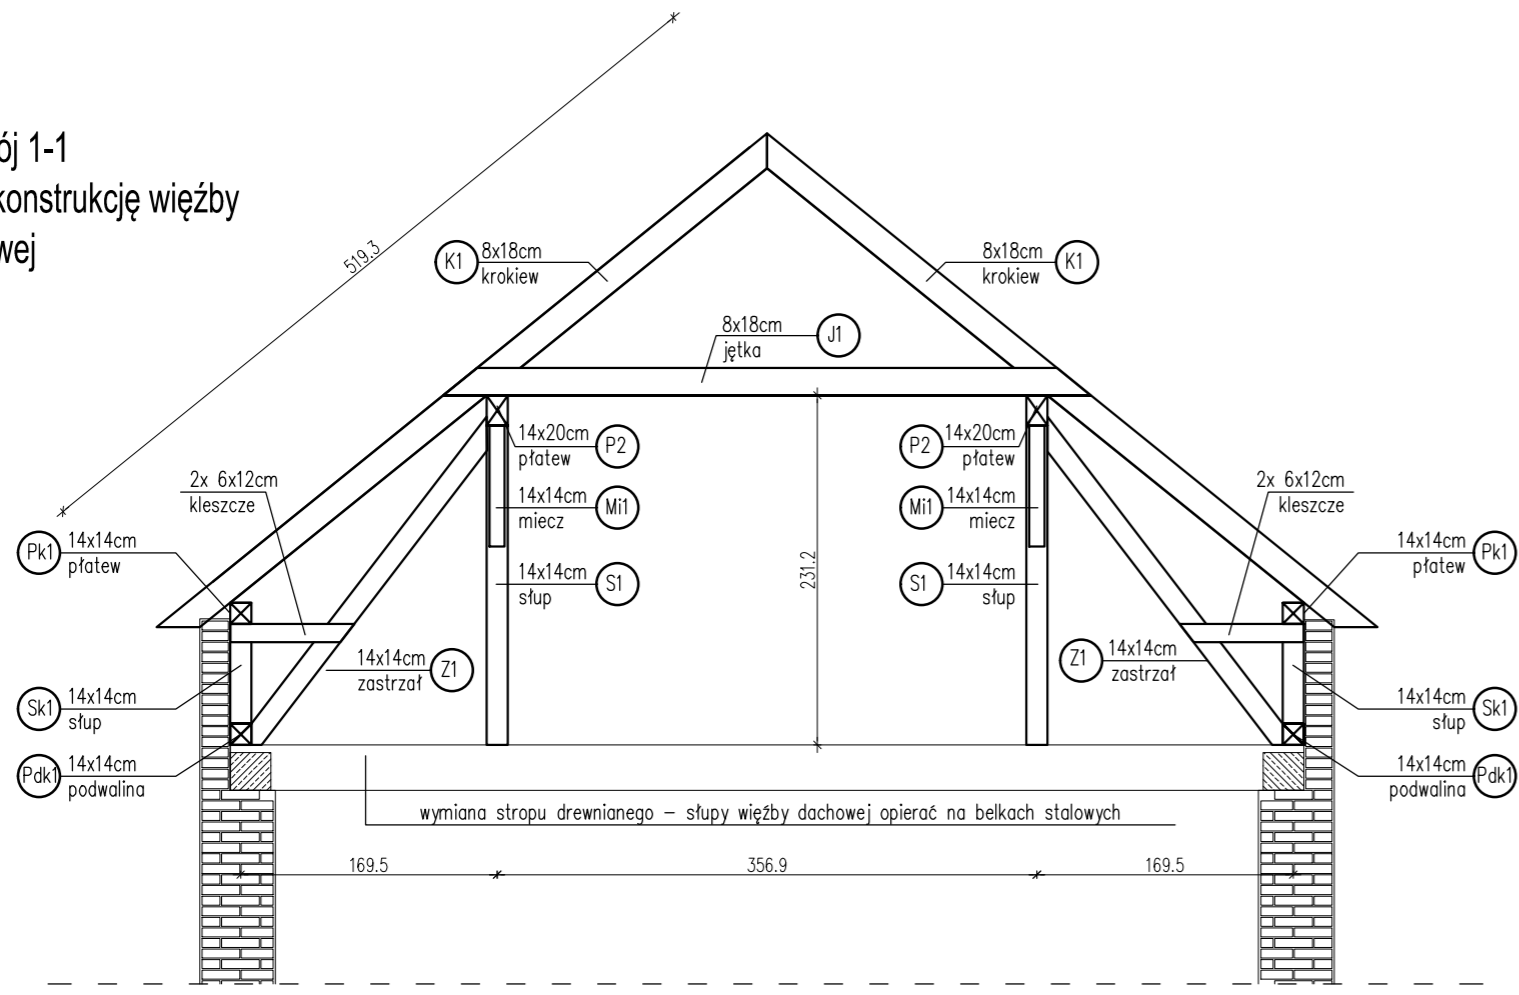 ój 1-1
konstrukcję więźby
wej
519.3
K1 8x18cm
krokiew
8x18cm K1
krokiew
8x18cm J1
jętka
14x20cm P2
płatew
P2 14x20cm
płatew
2x 6x12cm
kleszcze
2x 6x12cm
kleszcze
14x14cm Mi1
miecz
Mi1 14x14cm
miecz
Pk1 14x14cm
płatew
14x14cm Pk1
płatew
14x14cm S1
słup
231.2
S1 14x14cm
słup
14x14cm Z1
zastrzał
Z1 14x14cm
zastrzał
Sk1 14x14cm
słup
14x14cm Sk1
słup
Pdk1 14x14cm
podwalina
14x14cm Pdk1
podwalina
wymiana stropu drewnianego – słupy więźby dachowej opierać na belkach stalowych
169.5 356.9 169.5